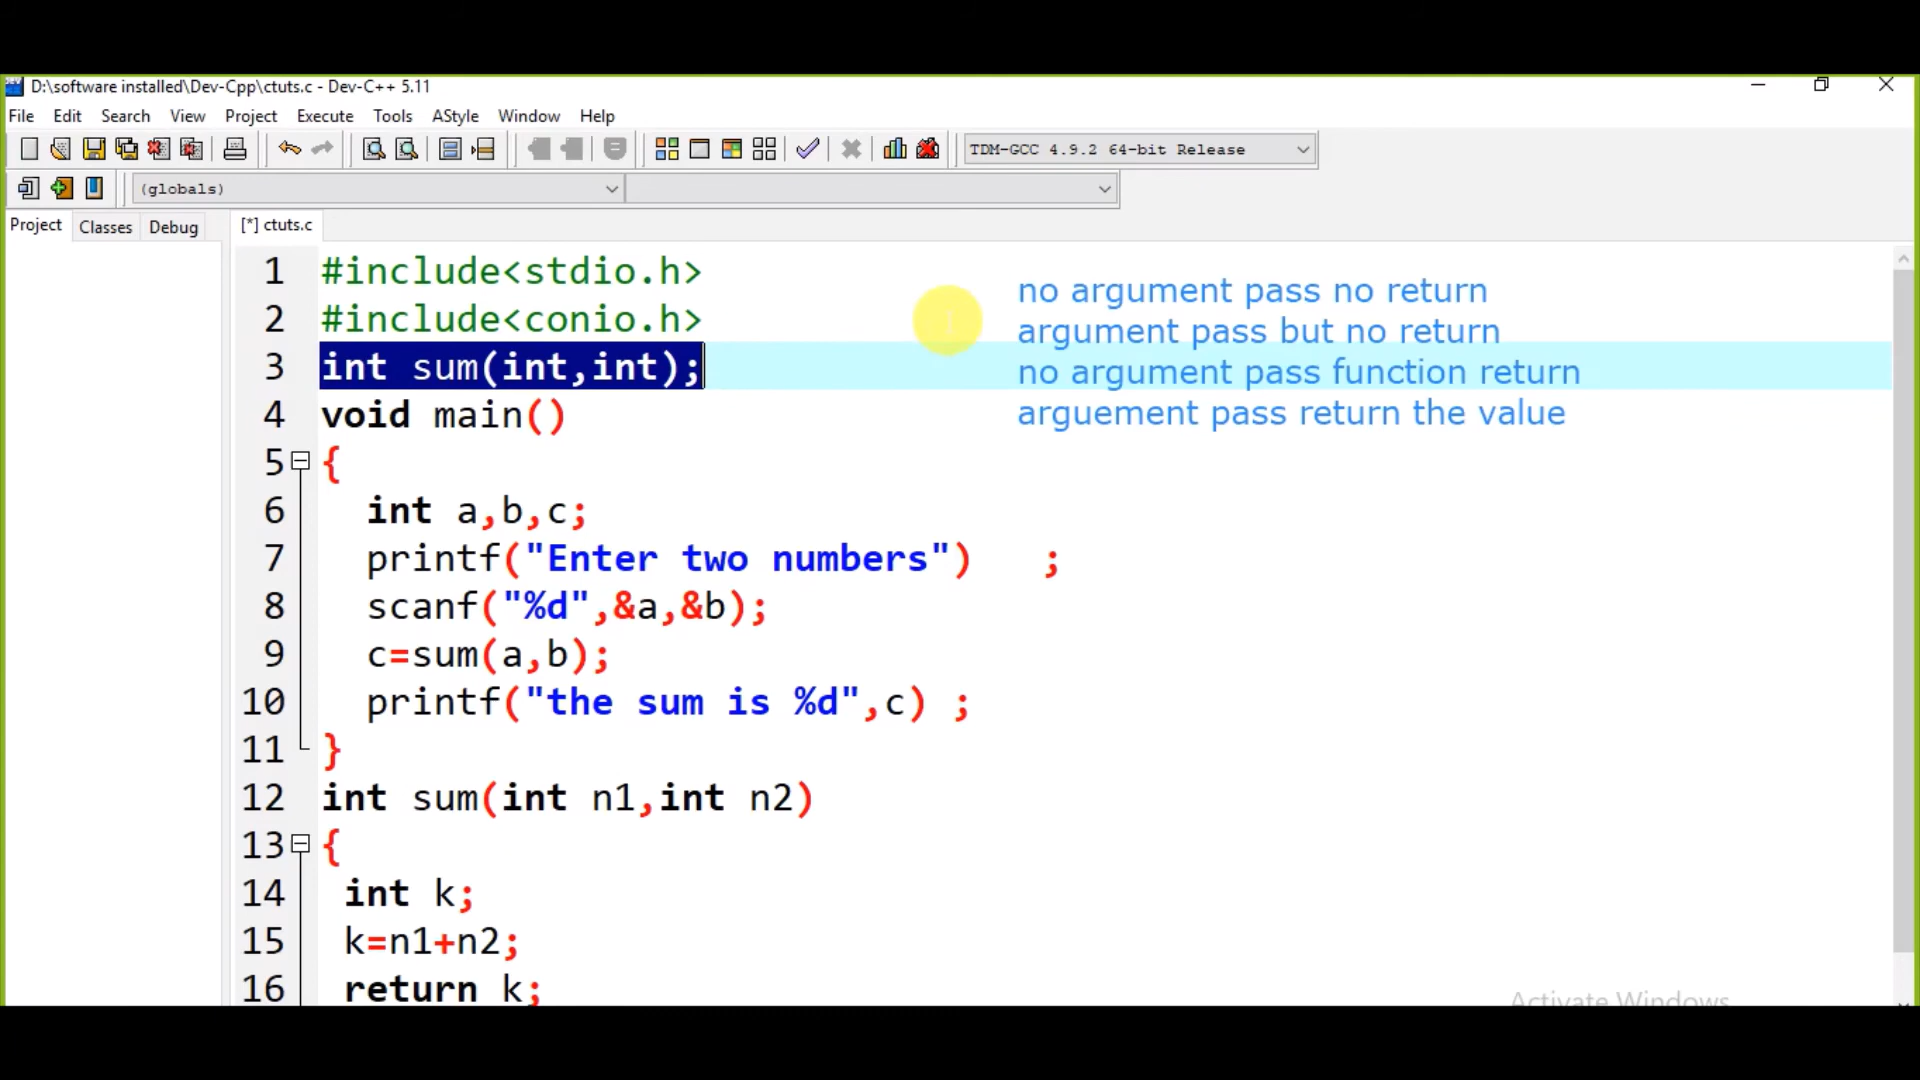 D:\software installed\Dev-Cpp\ctuts.c - Dev-C++ 5.11
File Edit Search View Project Execute Tools AStyle Window Help
TDM-GCC 4.9.2 64-bit Release
(globals)
Project Classes Debug
[*] ctuts.c
1 #include<stdio.h>
2 #include<conio.h>
3 int sum(int,int);
4 void main()
5 {
6 int a,b,c;
7 printf("Enter two numbers") ;
8 scanf("%d",&a,&b);
9 c=sum(a,b);
10 printf("the sum is %d",c) ;
11 }
12 int sum(int n1,int n2)
13 {
14 int k;
15 k=n1+n2;
16 return k;
no argument pass no return
argument pass but no return
no argument pass function return
arguement pass return the value
Activate Windows